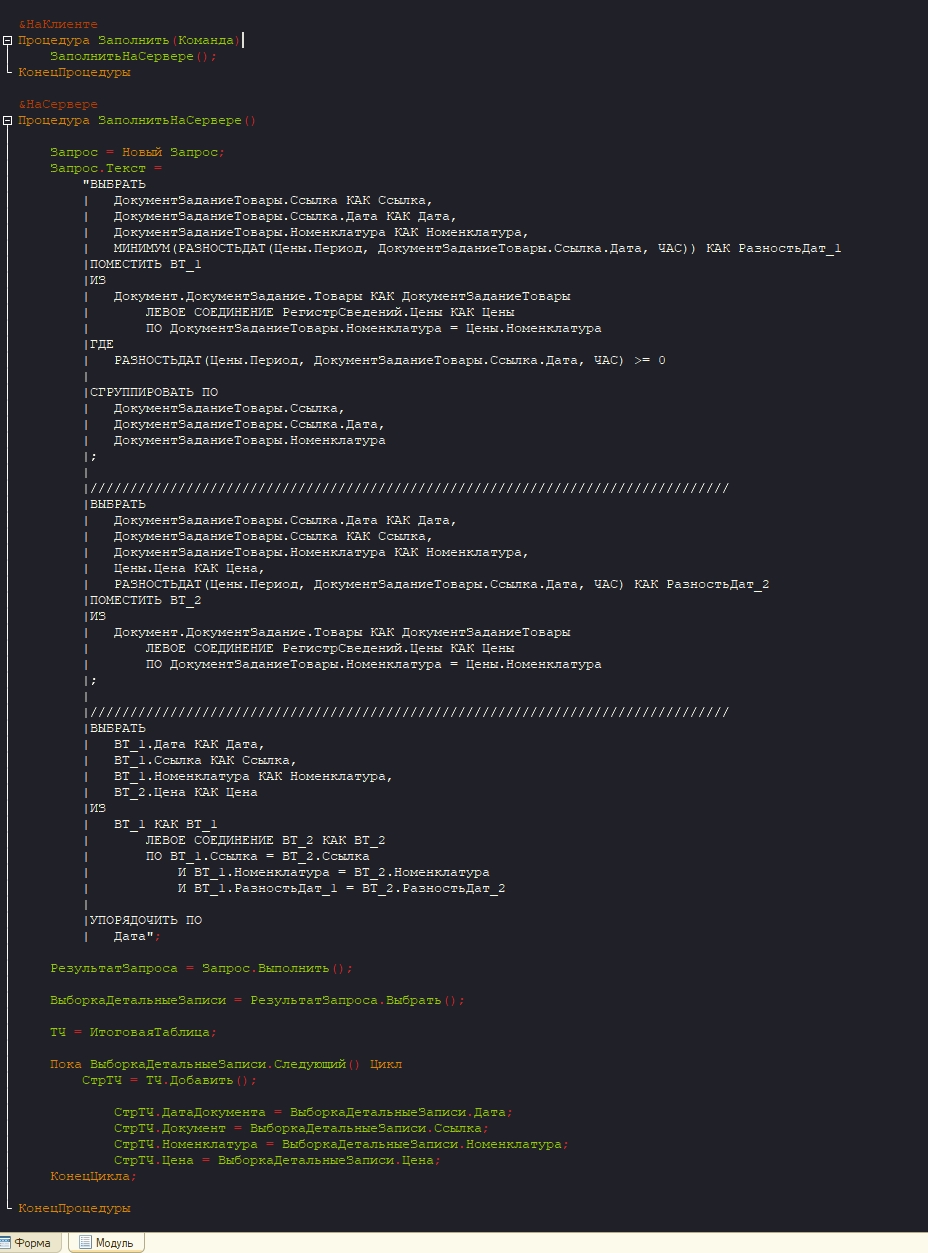 &НаКлиенте
Процедура Заполнить(Команда)
ЗаполнитьНаСервере();
КонецПроцедуры
&НаСервере
Процедура ЗаполнитьНаСервере()
Запрос = Новый Запрос;
Запрос.Текст =
"ВЫБРАТЬ
|	ДокументЗаданиеТовары.Ссылка КАК Ссылка,
|	ДокументЗаданиеТовары.Ссылка.Дата КАК Дата,
|	ДокументЗаданиеТовары.Номенклатура КАК Номенклатура,
|	МИНИМУМ(РАЗНОСТЬДАТ(Цены.Период, ДокументЗаданиеТовары.Ссылка.Дата, ЧАС)) КАК РазностьДат_1
|ПОМЕСТИТЬ ВТ_1
|ИЗ
|	Документ.ДокументЗадание.Товары КАК ДокументЗаданиеТовары
|		ЛЕВОЕ СОЕДИНЕНИЕ РегистрСведений.Цены КАК Цены
|		ПО ДокументЗаданиеТовары.Номенклатура = Цены.Номенклатура
|ГДЕ
|	РАЗНОСТЬДАТ(Цены.Период, ДокументЗаданиеТовары.Ссылка.Дата, ЧАС) >= 0
|
|СГРУППИРОВАТЬ ПО
|	ДокументЗаданиеТовары.Ссылка,
|	ДокументЗаданиеТовары.Ссылка.Дата,
|	ДокументЗаданиеТовары.Номенклатура
|;
|
|////////////////////////////////////////////////////////////////////////////////
|ВЫБРАТЬ
|	ДокументЗаданиеТовары.Ссылка.Дата КАК Дата,
|	ДокументЗаданиеТовары.Ссылка КАК Ссылка,
|	ДокументЗаданиеТовары.Номенклатура КАК Номенклатура,
|	Цены.Цена КАК Цена,
|	РАЗНОСТЬДАТ(Цены.Период, ДокументЗаданиеТовары.Ссылка.Дата, ЧАС) КАК РазностьДат_2
|ПОМЕСТИТЬ ВТ_2
|ИЗ
|	Документ.ДокументЗадание.Товары КАК ДокументЗаданиеТовары
|		ЛЕВОЕ СОЕДИНЕНИЕ РегистрСведений.Цены КАК Цены
|		ПО ДокументЗаданиеТовары.Номенклатура = Цены.Номенклатура
|;
|
|////////////////////////////////////////////////////////////////////////////////
|ВЫБРАТЬ
|	ВТ_1.Дата КАК Дата,
|	ВТ_1.Ссылка КАК Ссылка,
|	ВТ_1.Номенклатура КАК Номенклатура,
|	ВТ_2.Цена КАК Цена
|ИЗ
|	ВТ_1 КАК ВТ_1
|		ЛЕВОЕ СОЕДИНЕНИЕ ВТ_2 КАК ВТ_2
|		ПО ВТ_1.Ссылка = ВТ_2.Ссылка
|			И ВТ_1.Номенклатура = ВТ_2.Номенклатура
|			И ВТ_1.РазностьДат_1 = ВТ_2.РазностьДат_2
|
|УПОРЯДОЧИТЬ ПО
|	Дата";
РезультатЗапроса = Запрос.Выполнить();
ВыборкаДетальныеЗаписи = РезультатЗапроса.Выбрать();
ТЧ = ИтоговаяТаблица;
Пока ВыборкаДетальныеЗаписи.Следующий() Цикл
СтрТЧ = ТЧ.Добавить();
СтрТЧ.ДатаДокумента = ВыборкаДетальныеЗаписи.Дата;
СтрТЧ.Документ = ВыборкаДетальныеЗаписи.Ссылка;
СтрТЧ.Номенклатура = ВыборкаДетальныеЗаписи.Номенклатура;
СтрТЧ.Цена = ВыборкаДетальныеЗаписи.Цена;
КонецЦикла;
КонецПроцедуры
Форма Модуль